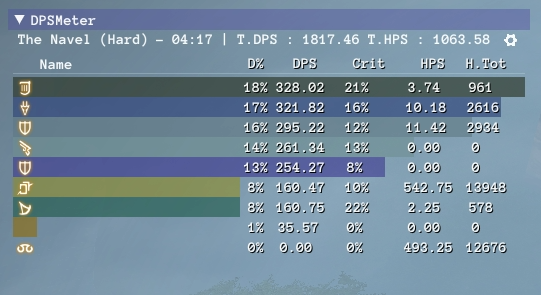 ▼ DPSMeter
The Navel (Hard) - 04:17 | T.DPS : 1817.46 T.HPS : 1063.58
Name D% DPS Crit HPS H.Tot
18% 328.02 21% 3.74 961
17% 321.82 16% 10.18 2616
16% 295.22 12% 11.42 2934
14% 261.34 13% 0.00 0
13% 254.27 8% 0.00 0
8% 160.47 10% 542.75 13948
8% 160.75 22% 2.25 578
1% 35.57 0% 0.00 0
0% 0.00 0% 493.25 12676